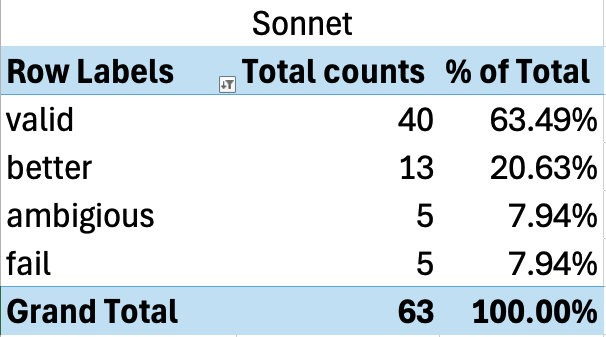 Sonnet
Row Labels Total counts % of Total
valid 40 63.49%
better 13 20.63%
ambigious 5 7.94%
fail 5 7.94%
Grand Total 63 100.00%